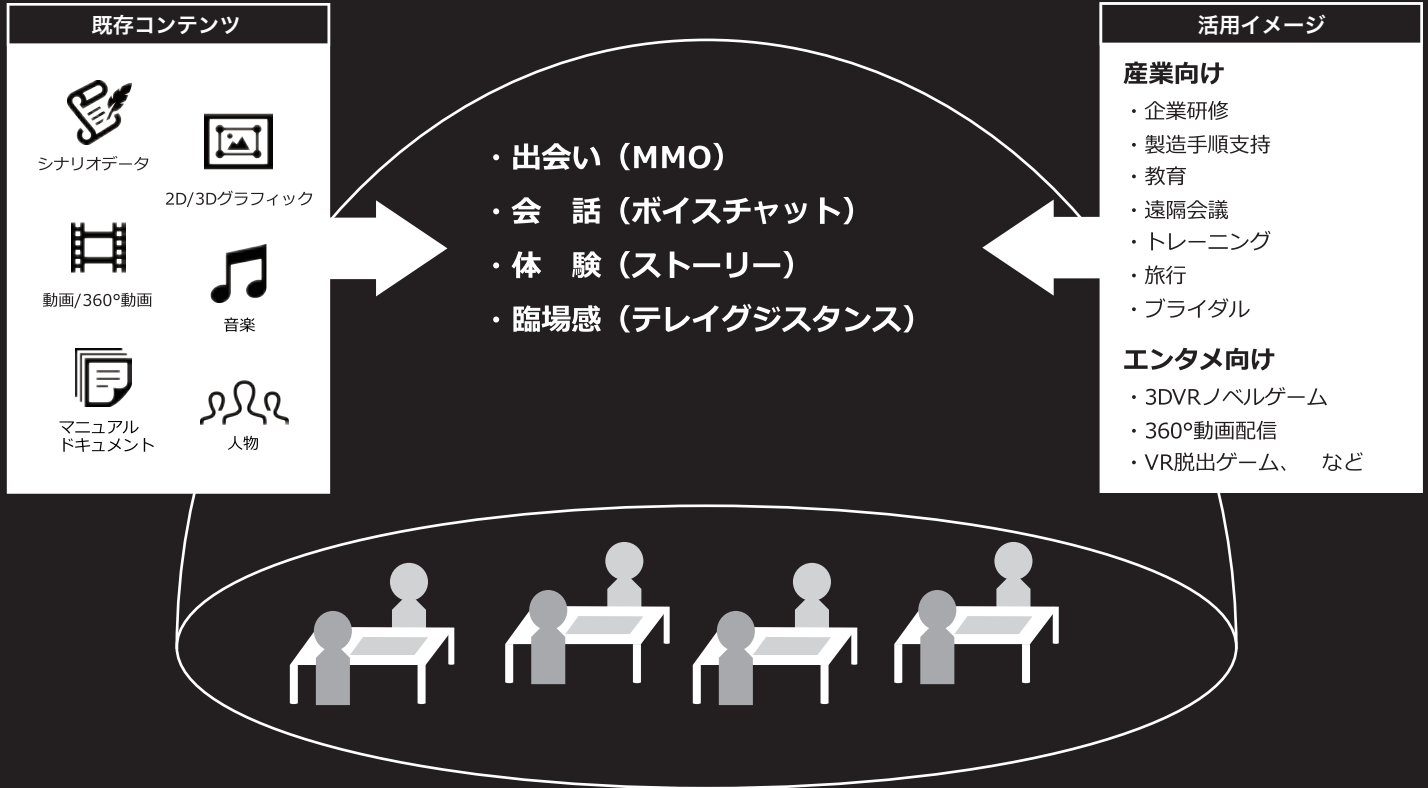 既存コンテンツ
シナリオデータ
2D/3Dグラフィック
動画/360°動画
音楽
マニュアル
ドキュメント
人物
・出会い（MMO）
・会　話（ボイスチャット）
・体　験（ストーリー）
・臨場感（テレイグジスタンス）
活用イメージ
産業向け
・企業研修
・製造手順支持
・教育
・遠隔会議
・トレーニング
・旅行
・ブライダル
エンタメ向け
・3DVRノベルゲーム
・360°動画配信
・VR脱出ゲーム、　など